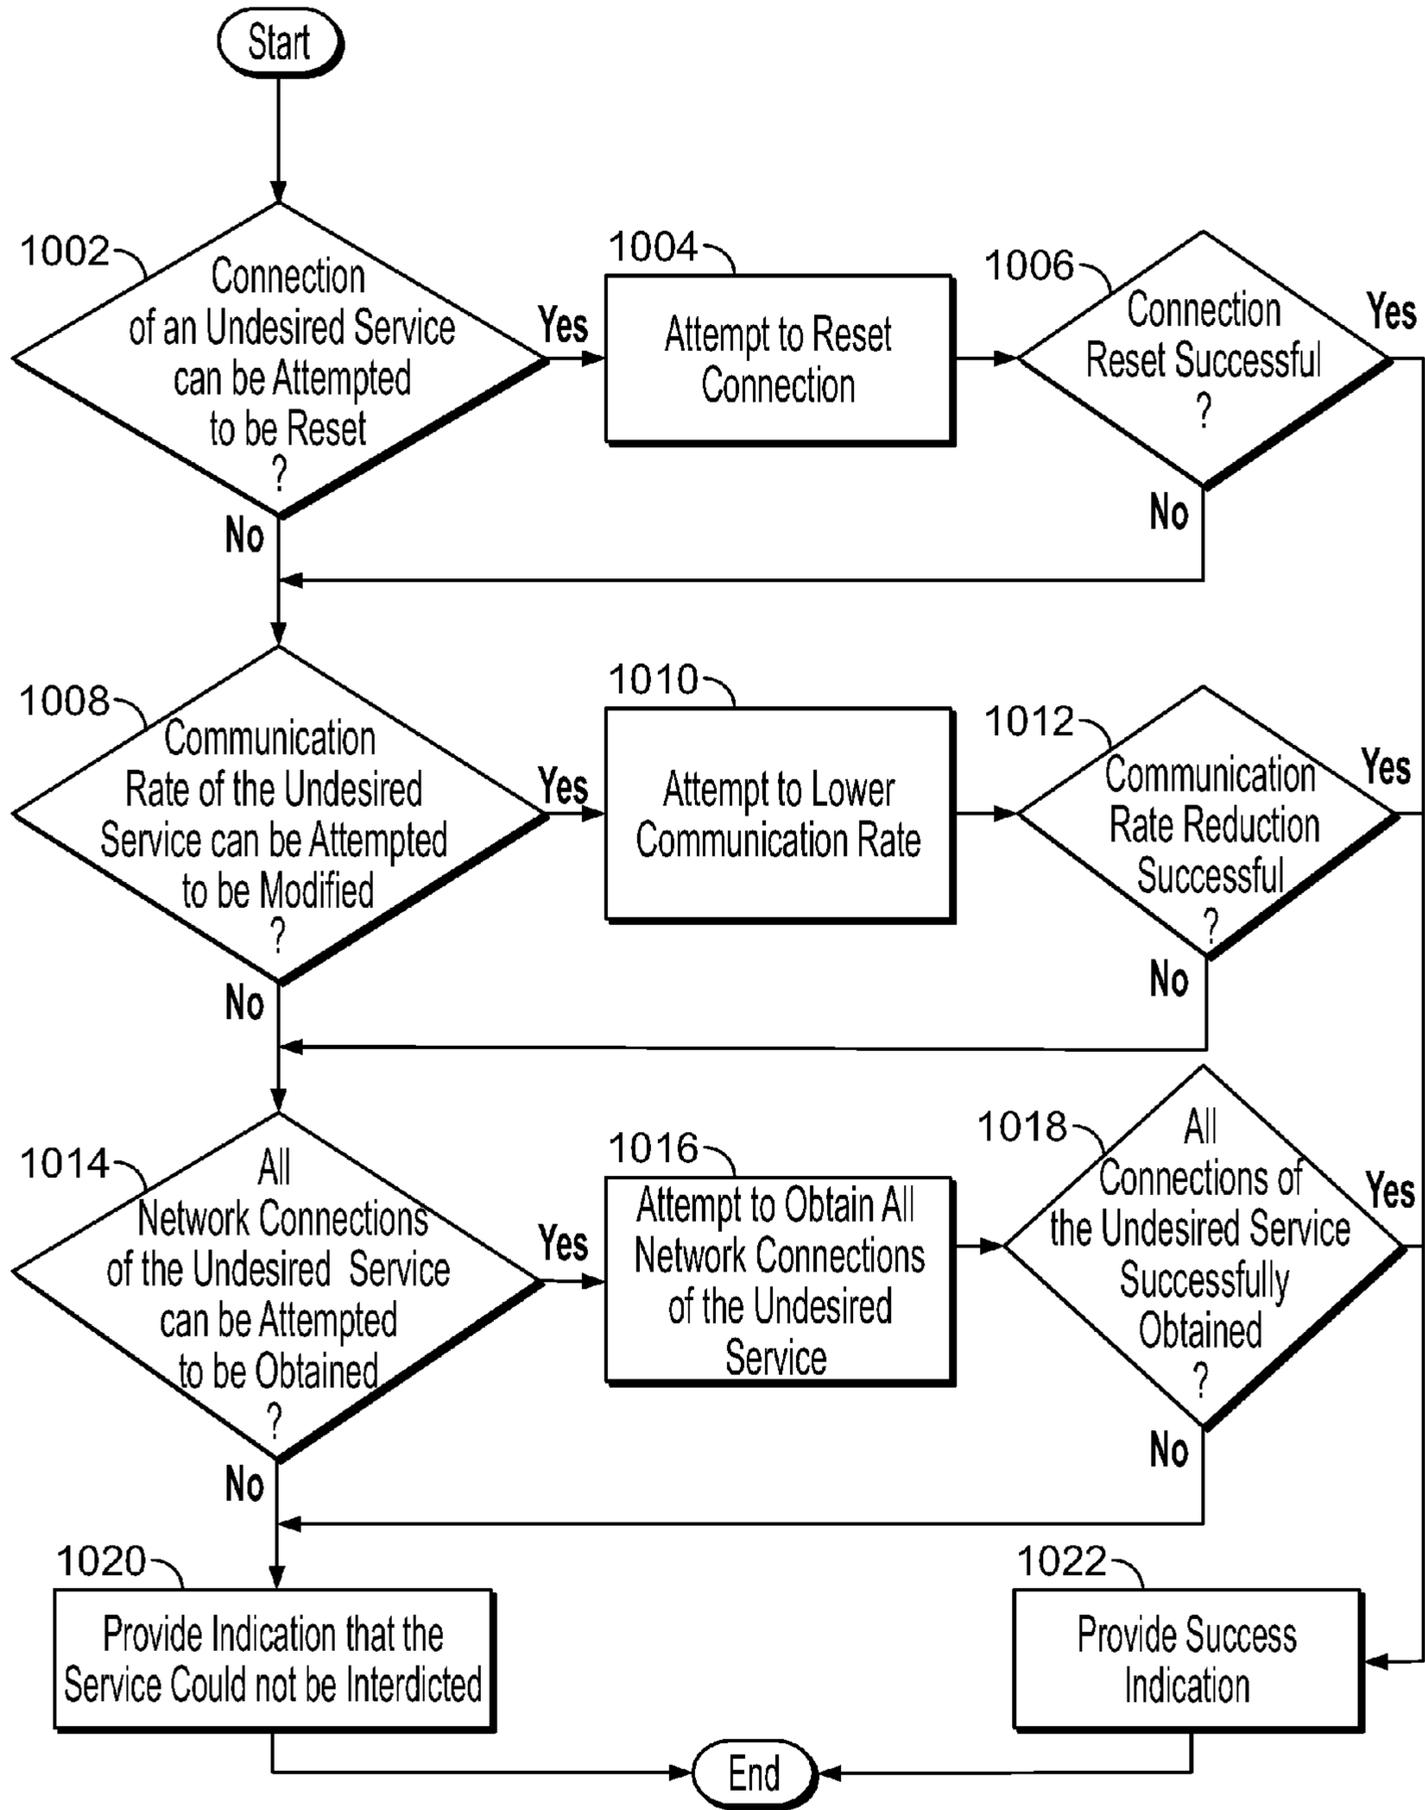 Start
1002
Connection
of an Undesired Service
can be Attempted
to be Reset
?
Yes
No
1004
Attempt to Reset
Connection
1006
Connection
Reset Successful
?
Yes
No
1008
Communication
Rate of the Undesired
Service can be Attempted
to be Modified
?
Yes
No
1010
Attempt to Lower
Communication Rate
1012
Communication
Rate Reduction
Successful
?
Yes
No
1014
All
Network Connections
of the Undesired Service
can be Attempted
to be Obtained
?
Yes
No
1016
Attempt to Obtain All
Network Connections
of the Undesired
Service
1018
All
Connections of
the Undesired Service
Successfully
Obtained
?
Yes
No
1020
Provide Indication that the
Service Could not be Interdicted
1022
Provide Success
Indication
End